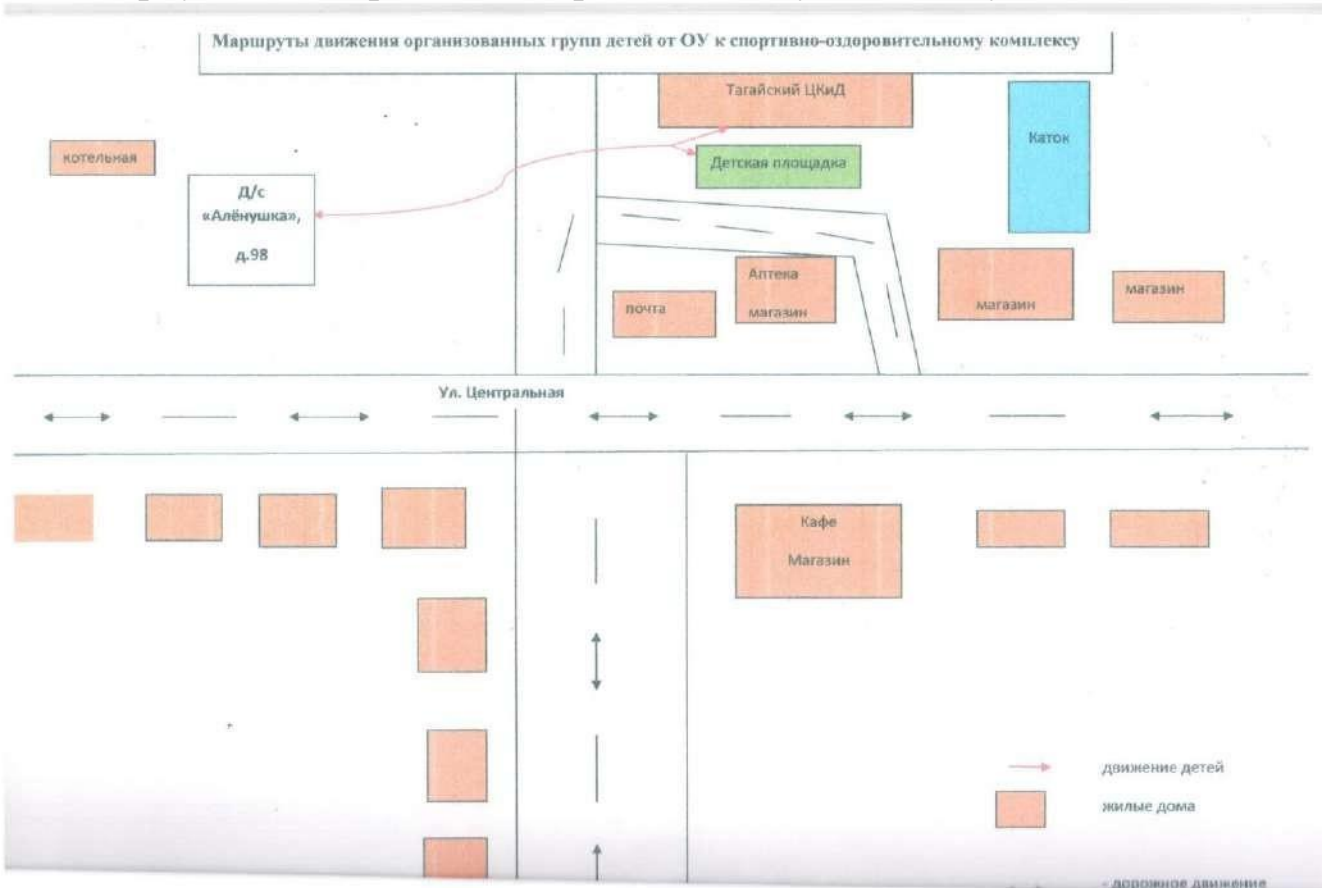 Маршруты движения организованных групп детей от ОУ к спортивно-оздоровительному комплексу
Тагайский ЦКиД
Каток
котельная
Детская площадка
Д/с
«Алёнушка»,
д.98
Аптека
магазин
почта
магазин
магазин
Ул. Центральная
Кафе
Магазин
движение детей
жилые дома
- дорожное движение